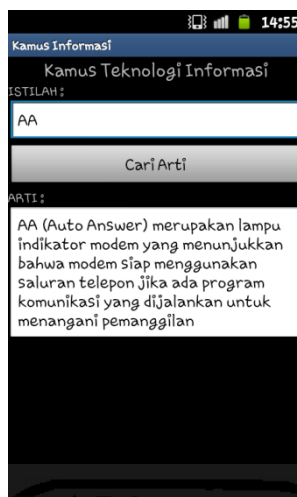 14:55
Kamus Informasi
Kamus Teknologi Informasi
ISTILAH :
AA
Cari Arti
ARTI :
AA (Auto Answer) merupakan lampu
indikator modem yang menunjukkan
bahwa modem siap menggunakan
saluran telepon jika ada program
komunikasi yang dijalankan untuk
menangani pemanggilan